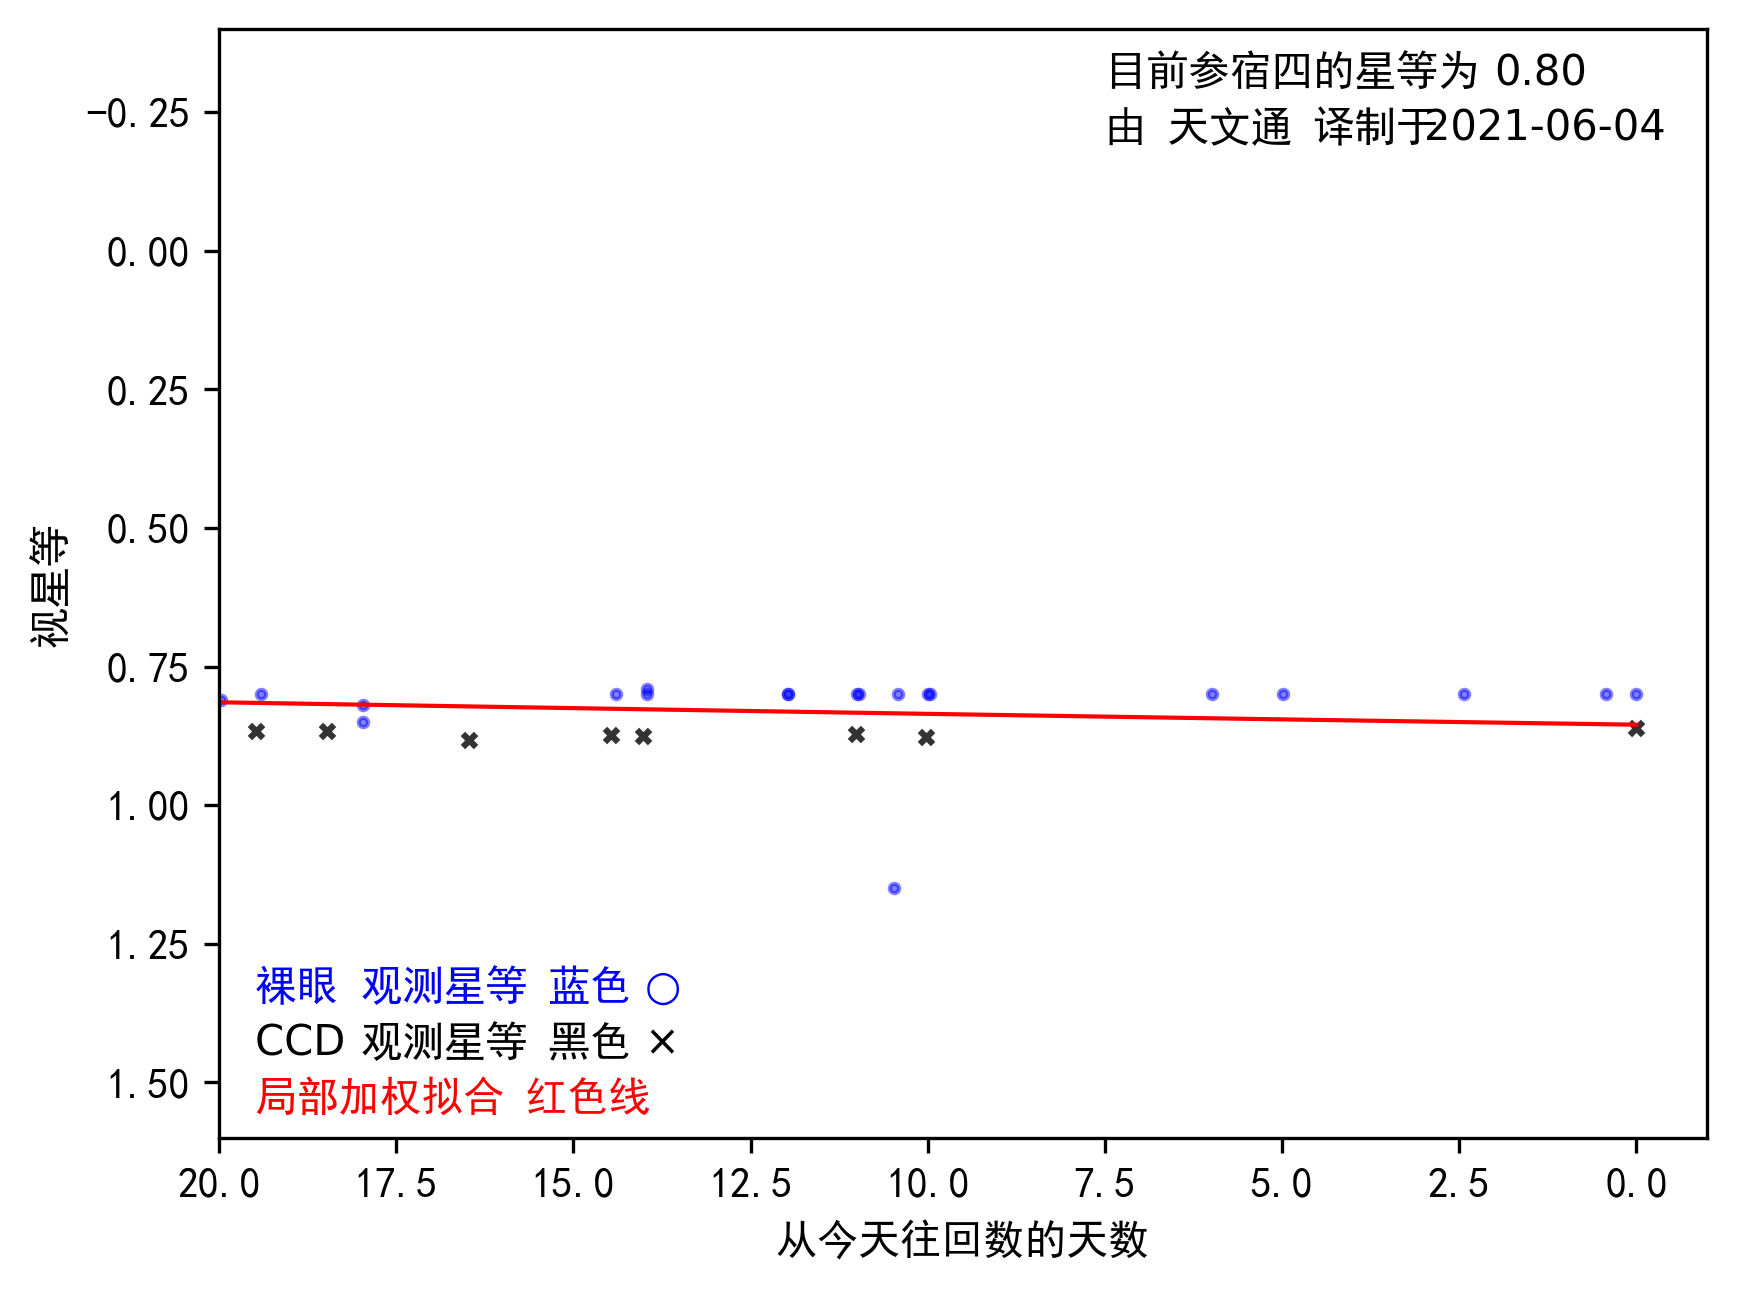 目前参宿四的星等为 0.80
由 天文通 译制于2021-06-04
−0.25
0.00
0.25
0.50
0.75
1.00
1.25
1.50
视星等
裸眼 观测星等 蓝色 ○
CCD 观测星等 黑色 ×
局部加权拟合 红色线
20.0 17.5 15.0 12.5 10.0 7.5 5.0 2.5 0.0
从今天往回数的天数